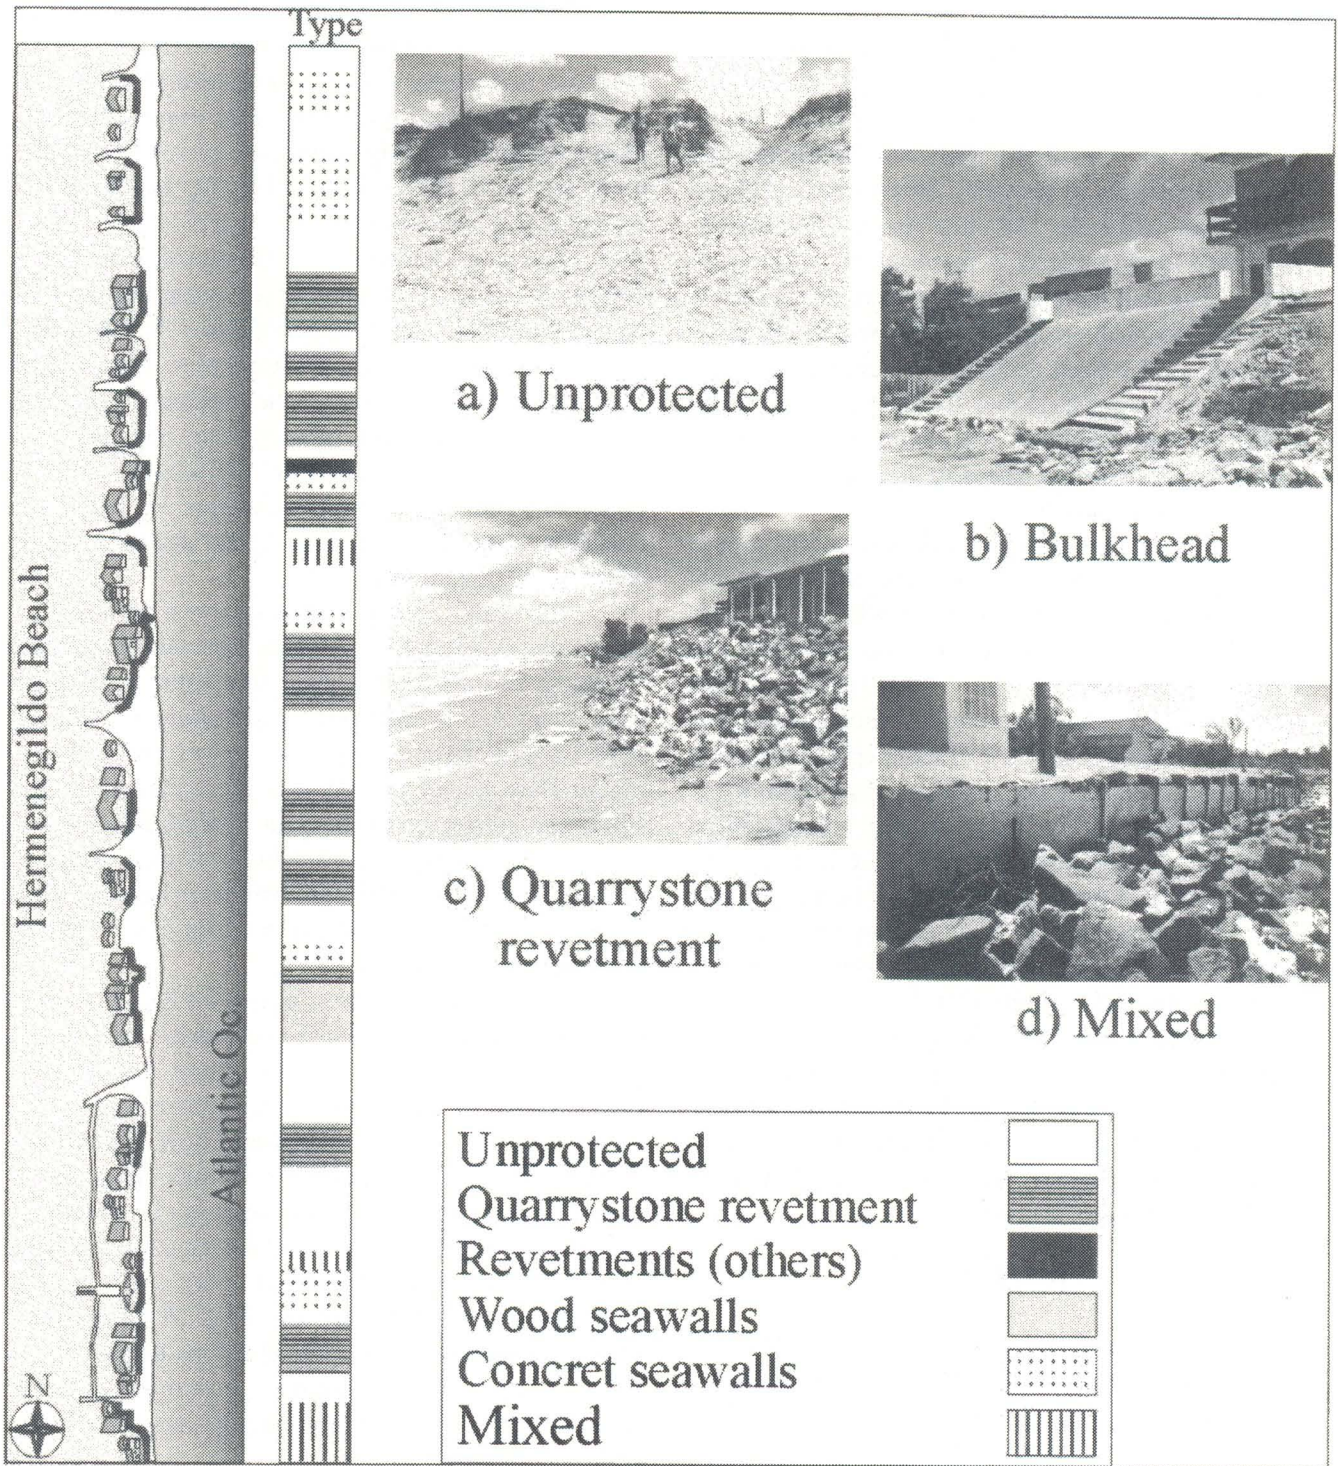 Type
Hermenegildo Beach
Atlantic Oc.
N
a) Unprotected
b) Bulkhead
c) Quarrystone
revetment
d) Mixed
Unprotected
Quarrystone revetment
Revetments (others)
Wood seawalls
Concret seawalls
Mixed